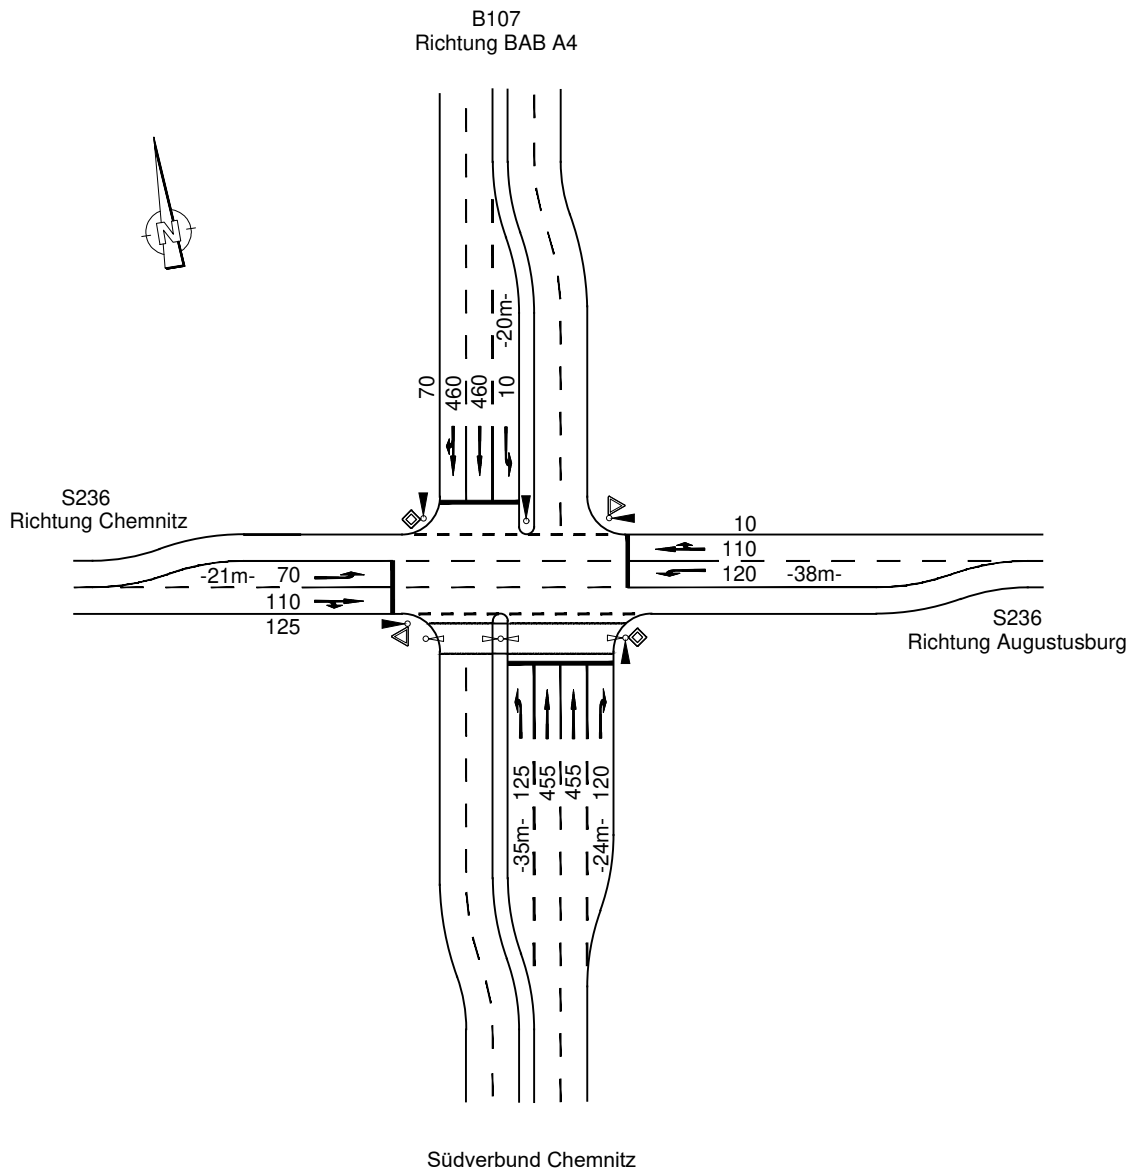 B107
Richtung BAB A4
N
-20m-
70
460
460
10
S236
Richtung Chemnitz
-21m- 70
110
125
10
110
120 -38m-
S236
Richtung Augustusburg
-35m- 125
455
455
-24m- 120
Südverbund Chemnitz